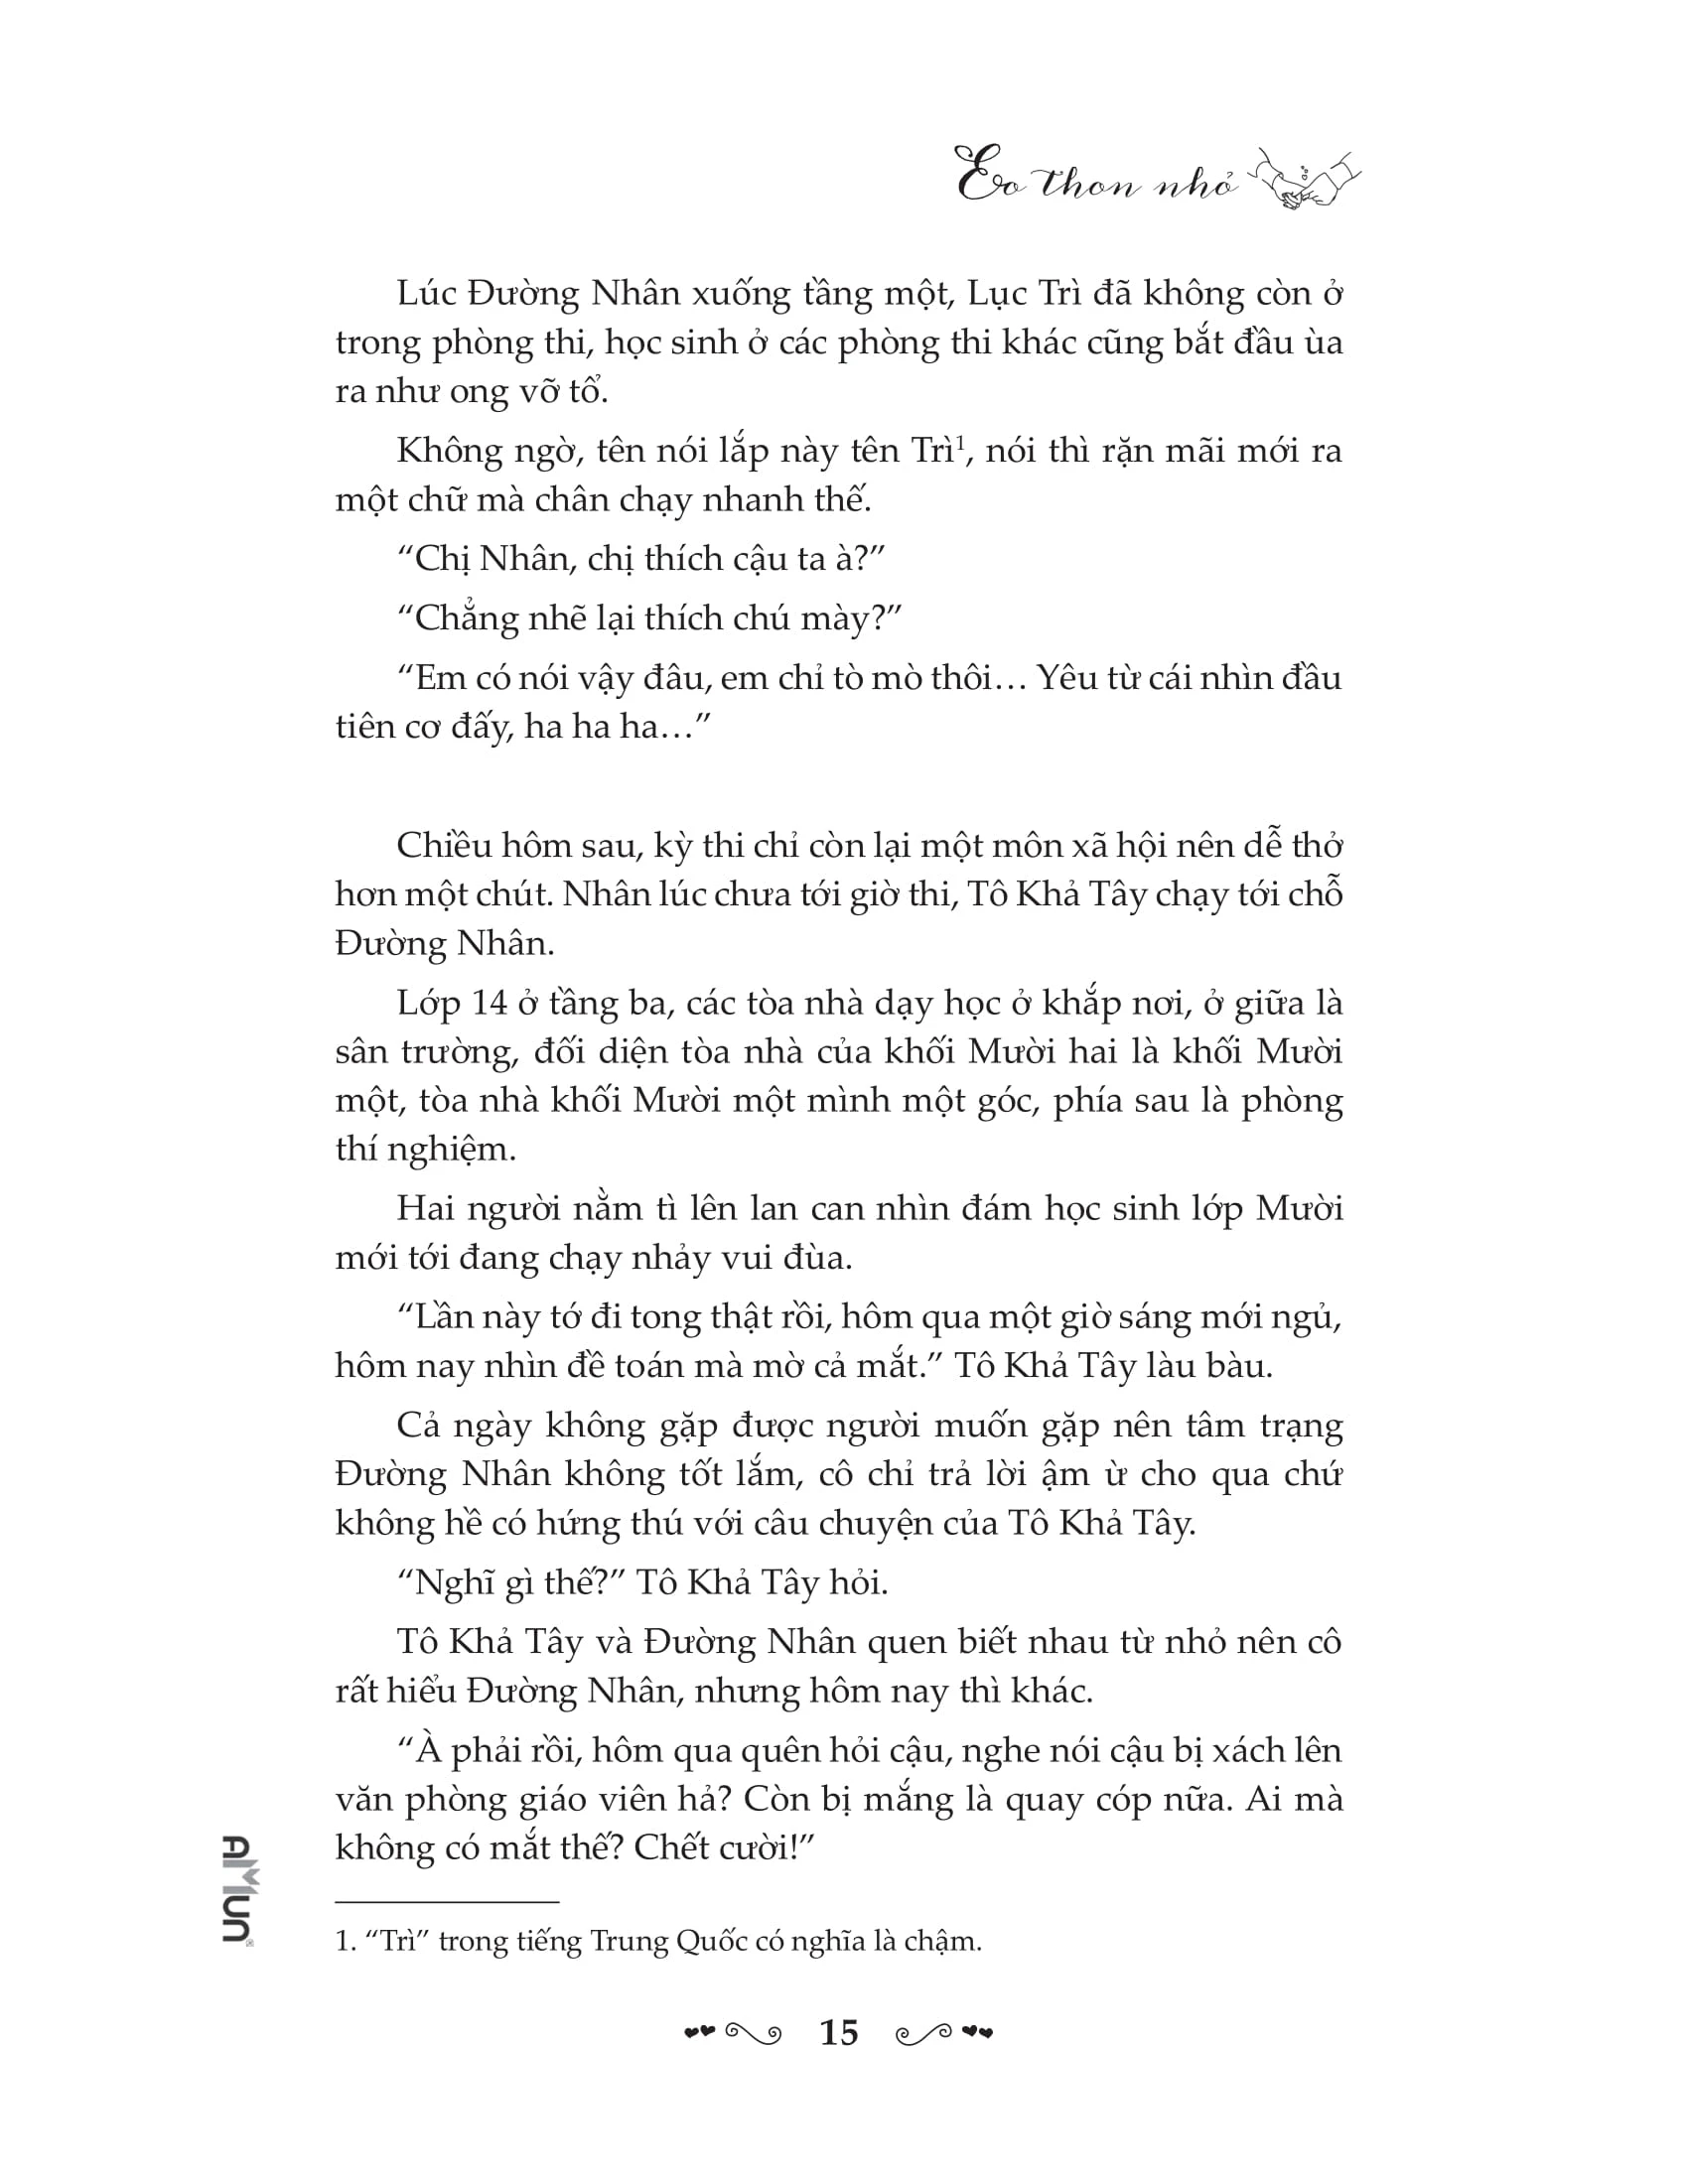 Eo thon nhỏ
Lúc Đường Nhân xuống tầng một, Lục Trì đã không còn ở
trong phòng thi, học sinh ở các phòng thi khác cũng bắt đầu ùa
ra như ong vỡ tổ.
Không ngờ, tên nói lắp này tên Trì¹, nói thì rặn mãi mới ra
một chữ mà chân chạy nhanh thế.
“Chị Nhân, chị thích cậu ta à?”
“Chẳng nhẽ lại thích chú mày?”
“Em có nói vậy đâu, em chỉ tò mò thôi… Yêu từ cái nhìn đầu
tiên cơ đấy, ha ha ha…”
Chiều hôm sau, kỳ thi chỉ còn lại một môn xã hội nên dễ thở
hơn một chút. Nhân lúc chưa tới giờ thi, Tô Khả Tây chạy tới chỗ
Đường Nhân.
Lớp 14 ở tầng ba, các tòa nhà dạy học ở khắp nơi, ở giữa là
sân trường, đối diện tòa nhà của khối Mười hai là khối Mười
một, tòa nhà khối Mười một mình một góc, phía sau là phòng
thí nghiệm.
Hai người nằm tì lên lan can nhìn đám học sinh lớp Mười
mới tới đang chạy nhảy vui đùa.
“Lần này tớ đi tong thật rồi, hôm qua một giờ sáng mới ngủ,
hôm nay nhìn đề toán mà mờ cả mắt.” Tô Khả Tây làu bàu.
Cả ngày không gặp được người muốn gặp nên tâm trạng
Đường Nhân không tốt lắm, cô chỉ trả lời ậm ừ cho qua chứ
không hề có hứng thú với câu chuyện của Tô Khả Tây.
“Nghĩ gì thế?” Tô Khả Tây hỏi.
Tô Khả Tây và Đường Nhân quen biết nhau từ nhỏ nên cô
rất hiểu Đường Nhân, nhưng hôm nay thì khác.
“À phải rồi, hôm qua quên hỏi cậu, nghe nói cậu bị xách lên
văn phòng giáo viên hả? Còn bị mắng là quay cóp nữa. Ai mà
không có mắt thế? Chết cười!”
1. “Trì” trong tiếng Trung Quốc có nghĩa là chậm.
AMUN
15